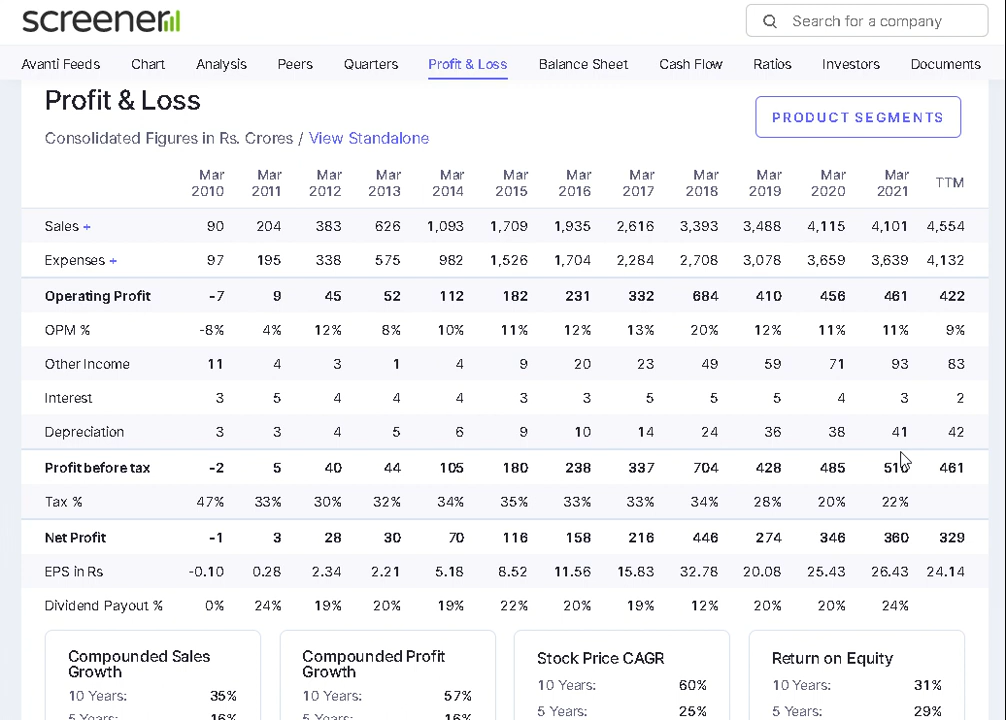 screener
Search for a company
Avanti Feeds Chart Analysis Peers Quarters Profit & Loss Balance Sheet Cash Flow Ratios Investors Documents
Profit & Loss
PRODUCT SEGMENTS
Consolidated Figures in Rs. Crores / View Standalone
Mar 2010 Mar 2011 Mar 2012 Mar 2013 Mar 2014 Mar 2015 Mar 2016 Mar 2017 Mar 2018 Mar 2019 Mar 2020 Mar 2021 TTM
Sales + 90 204 383 626 1,093 1,709 1,935 2,616 3,393 3,488 4,115 4,101 4,554
Expenses + 97 195 338 575 982 1,526 1,704 2,284 2,708 3,078 3,659 3,639 4,132
Operating Profit -7 9 45 52 112 182 231 332 684 410 456 461 422
OPM % -8% 4% 12% 8% 10% 11% 12% 13% 20% 12% 11% 11% 9%
Other Income 11 4 3 1 4 9 20 23 49 59 71 93 83
Interest 3 5 4 4 4 3 3 5 5 5 4 3 2
Depreciation 3 3 4 5 6 9 10 14 24 36 38 41 42
Profit before tax -2 5 40 44 105 180 238 337 704 428 485 510 461
Tax % 47% 33% 30% 32% 34% 35% 33% 33% 34% 28% 20% 22%
Net Profit -1 3 28 30 70 116 158 216 446 274 346 360 329
EPS in Rs -0.10 0.28 2.34 2.21 5.18 8.52 11.56 15.83 32.78 20.08 25.43 26.43 24.14
Dividend Payout % 0% 24% 19% 20% 19% 22% 20% 19% 12% 20% 20% 24%
Compounded Sales Growth
10 Years: 35%
5 Years: 16%
Compounded Profit Growth
10 Years: 57%
5 Years: 16%
Stock Price CAGR
10 Years: 60%
5 Years: 25%
Return on Equity
10 Years: 31%
5 Years: 29%